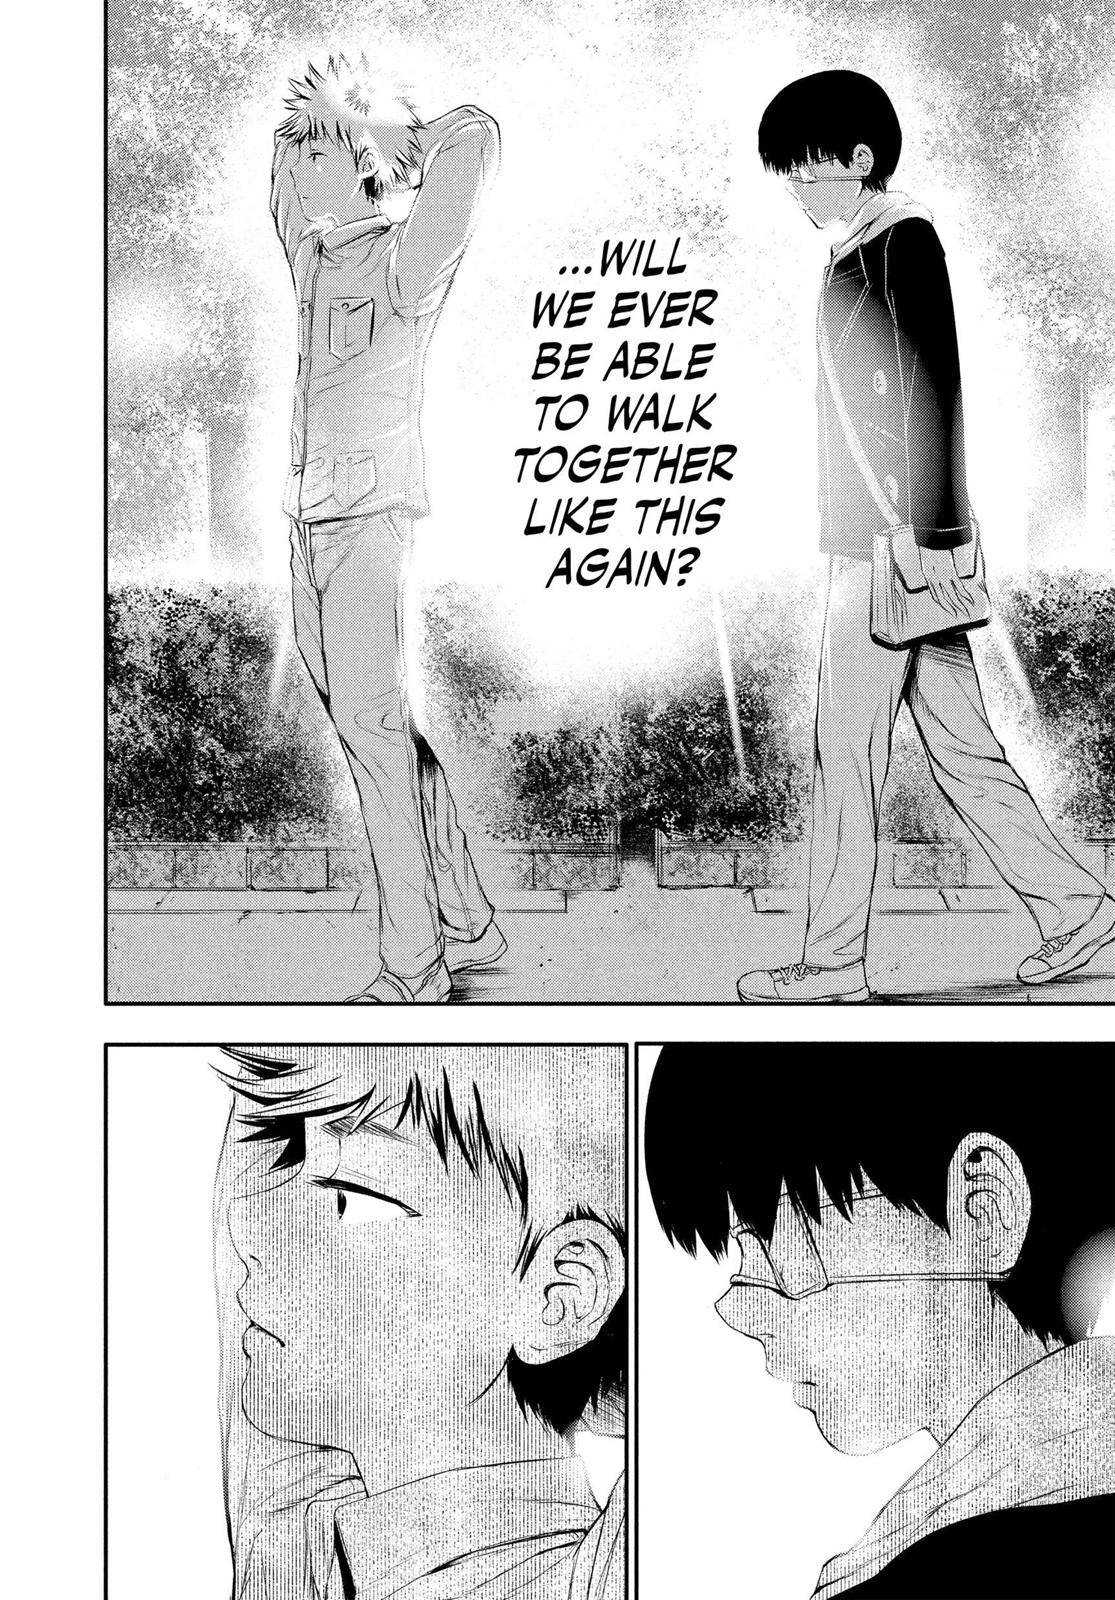 ...WILL
WE EVER
BE ABLE
TO WALK
TOGETHER
LIKE THIS
AGAIN?